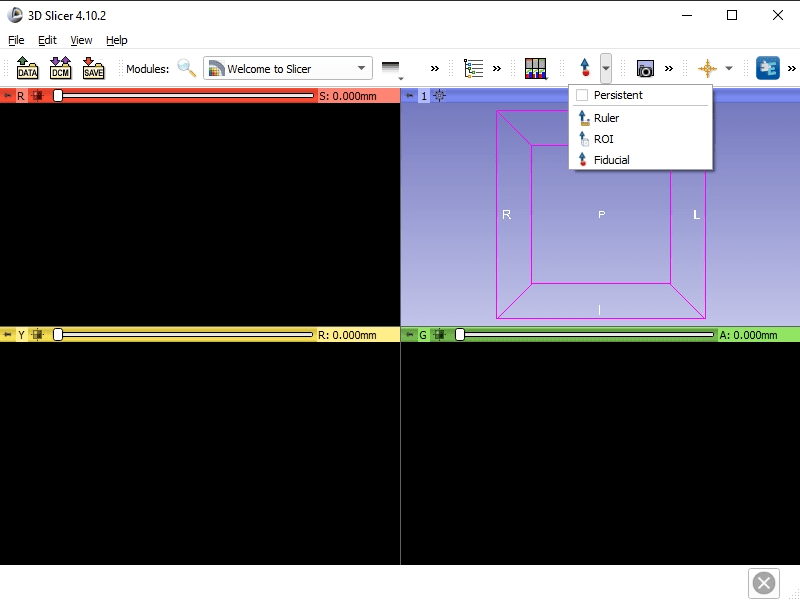 3D Slicer 4.10.2
File Edit View Help
DATA DCM SAVE Modules: Welcome to Slicer
R S: 0.000mm
1
Persistent
Ruler
ROI
Fiducial
R P L
I
Y R: 0.000mm
G A: 0.000mm